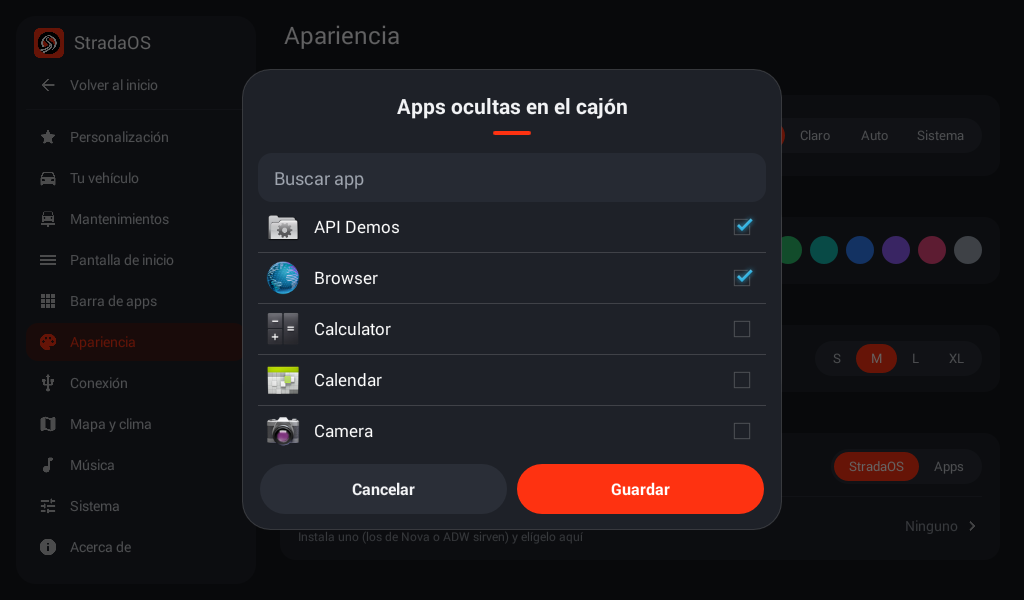 StradaOS
Volver al inicio
Personalización
Tu vehículo
Mantenimientos
Pantalla de inicio
Barra de apps
Apariencia
Conexión
Mapa y clima
Música
Sistema
Acerca de
Apariencia
Claro
Auto
Sistema
S
M
L
XL
StradaOS
Apps
Ninguno
Instala uno (los de Nova o ADW sirven) y elígelo aquí
Apps ocultas en el cajón
Buscar app
API Demos
Browser
Calculator
Calendar
Camera
Cancelar
Guardar